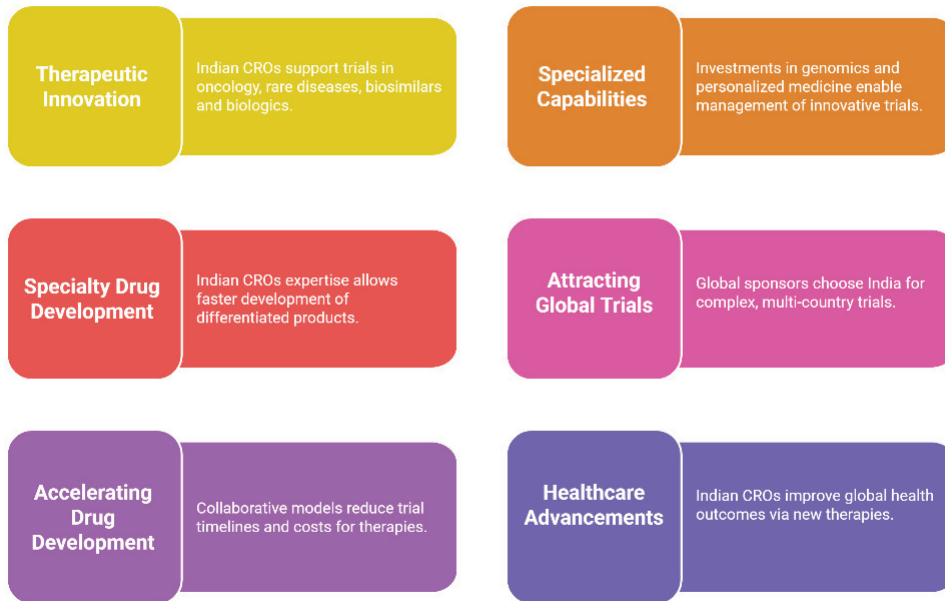 Therapeutic
Innovation
Indian CROs support trials in
oncology, rare diseases, biosimilars
and biologics.
Specialized
Capabilities
Investments in genomics and
personalized medicine enable
management of innovative trials.
Specialty Drug
Development
Indian CROs expertise allows
faster development of
differentiated products.
Attracting
Global Trials
Global sponsors choose India for
complex, multi-country trials.
Accelerating
Drug
Development
Collaborative models reduce trial
timelines and costs for therapies.
Healthcare
Advancements
Indian CROs improve global health
outcomes via new therapies.